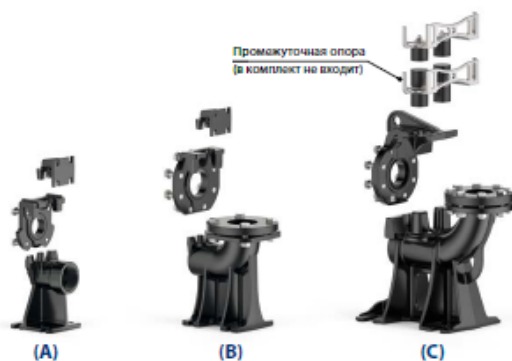 Промежуточная опора
(в комплект не входит)
(A)
(B)
(C)